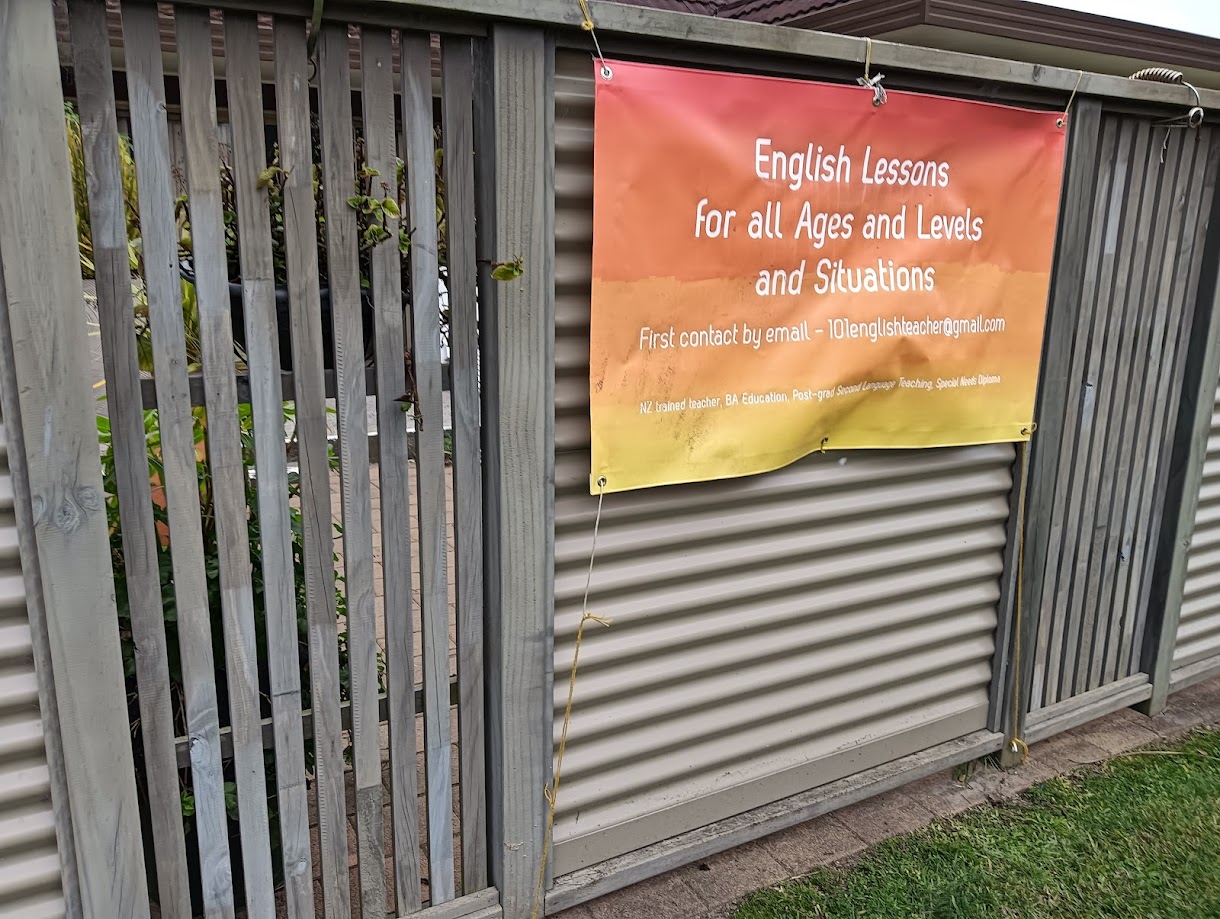 English Lessons
for all Ages and Levels
and Situations
First contact by email - 101englishteacher@gmail.com
NZ trained teacher, BA Education, Post-grad Second Language Teaching, Special Needs Diploma